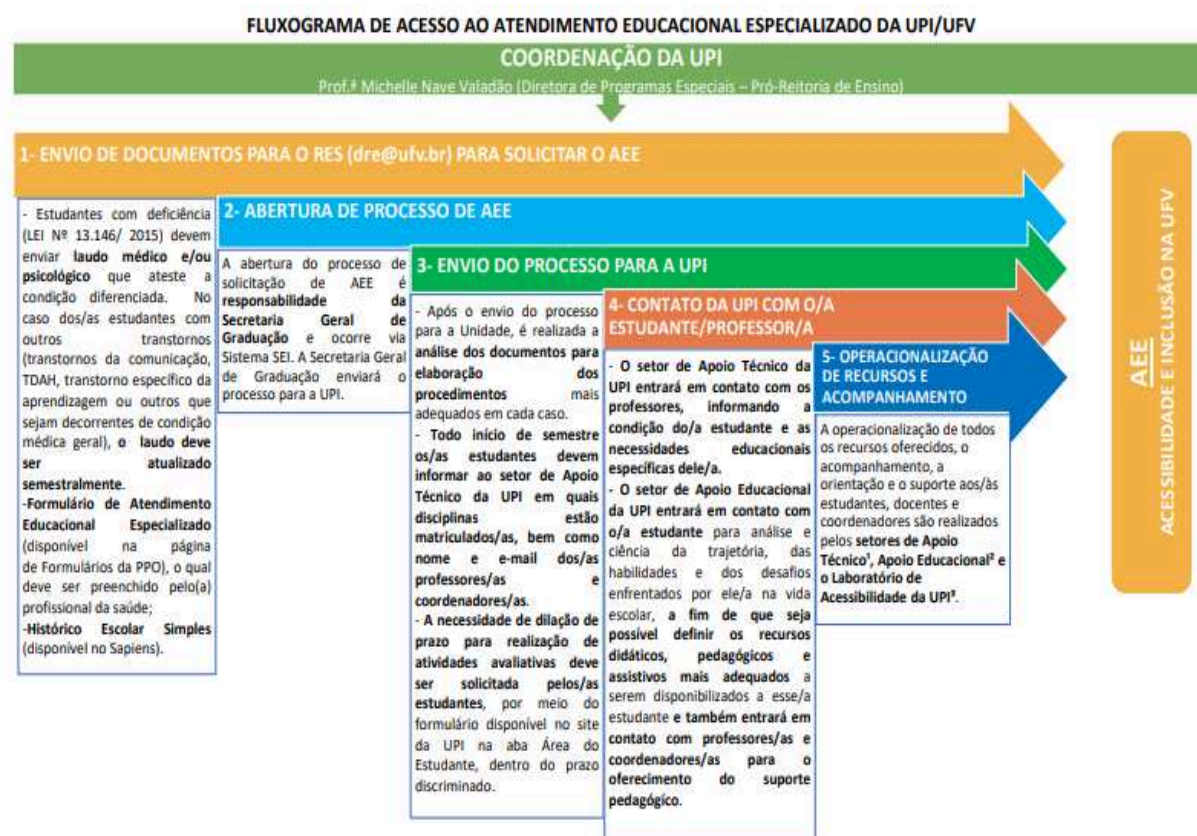 FLUXOGRAMA DE ACESSO AO ATENDIMENTO EDUCACIONAL ESPECIALIZADO DA UPI/UFV
COORDENAÇÃO DA UPI
Prof.ª Michelle Nave Valadão (Diretora de Programas Especiais – Pró-Reitoria de Ensino)
1- ENVIO DE DOCUMENTOS PARA O RES (dre@ufv.br) PARA SOLICITAR O AEE
- Estudantes com deficiência
(LEI Nº 13.146/ 2015) devem
enviar laudo médico e/ou
psicológico que ateste a
condição diferenciada. No
caso dos/as estudantes com
outros transtornos
(transtornos da comunicação,
TDAH, transtorno específico da
aprendizagem ou outros que
sejam decorrentes de condição
médica geral), o laudo deve
ser atualizado
semestralmente.
-Formulário de Atendimento
Educacional Especializado
(disponível na página
de Formulários da PPO), o qual
deve ser preenchido pelo(a)
profissional da saúde;
-Histórico Escolar Simples
(disponível no Sapiens).
2- ABERTURA DE PROCESSO DE AEE
A abertura do processo de
solicitação de AEE é
responsabilidade da
Secretaria Geral de
Graduação e ocorre via
Sistema SEI. A Secretaria Geral
de Graduação enviará o
processo para a UPI.
3- ENVIO DO PROCESSO PARA A UPI
- Após o envio do processo
para a Unidade, é realizada a
análise dos documentos para
elaboração dos
procedimentos mais
adequados em cada caso.
- Todo início de semestre
os/as estudantes devem
informar ao setor de Apoio
Técnico da UPI em quais
disciplinas estão
matriculados/as, bem como
nome e e-mail dos/as
professores/as e
coordenadores/as.
- A necessidade de dilação de
prazo para realização de
atividades avaliativas deve
ser solicitada pelos/as
estudantes, por meio do
formulário disponível no site
da UPI na aba Área do
Estudante, dentro do prazo
discriminado.
4- CONTATO DA UPI COM O/A
ESTUDANTE/PROFESSOR/A
- O setor de Apoio Técnico da
UPI entrará em contato com os
professores, informando a
condição do/a estudante e as
necessidades educacionais
específicas dele/a.
- O setor de Apoio Educacional
da UPI entrará em contato com
o/a estudante para análise e
ciência da trajetória, das
habilidades e dos desafios
enfrentados por ele/a na vida
escolar, a fim de que seja
possível definir os recursos
didáticos, pedagógicos e
assistivos mais adequados a
serem disponibilizados a esse/a
estudante e também entrará em
contato com professores/as e
coordenadores/as para o
oferecimento do suporte
pedagógico.
5- OPERACIONALIZAÇÃO
DE RECURSOS E
ACOMPANHAMENTO
A operacionalização de todos
os recursos oferecidos, o
acompanhamento, a
orientação e o suporte aos/às
estudantes, docentes e
coordenadores são realizados
pelos setores de Apoio
Técnico¹, Apoio Educacional² e
o Laboratório de
Acessibilidade da UPI³.
AEE
ACESSIBILIDADE E INCLUSÃO NA UFV